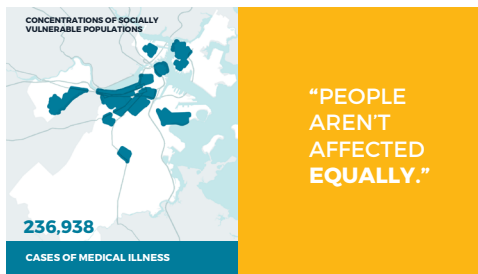 CONCENTRATIONS OF SOCIALLY
VULNERABLE POPULATIONS
236,938
CASES OF MEDICAL ILLNESS
“PEOPLE
AREN’T
AFFECTED
EQUALLY.”